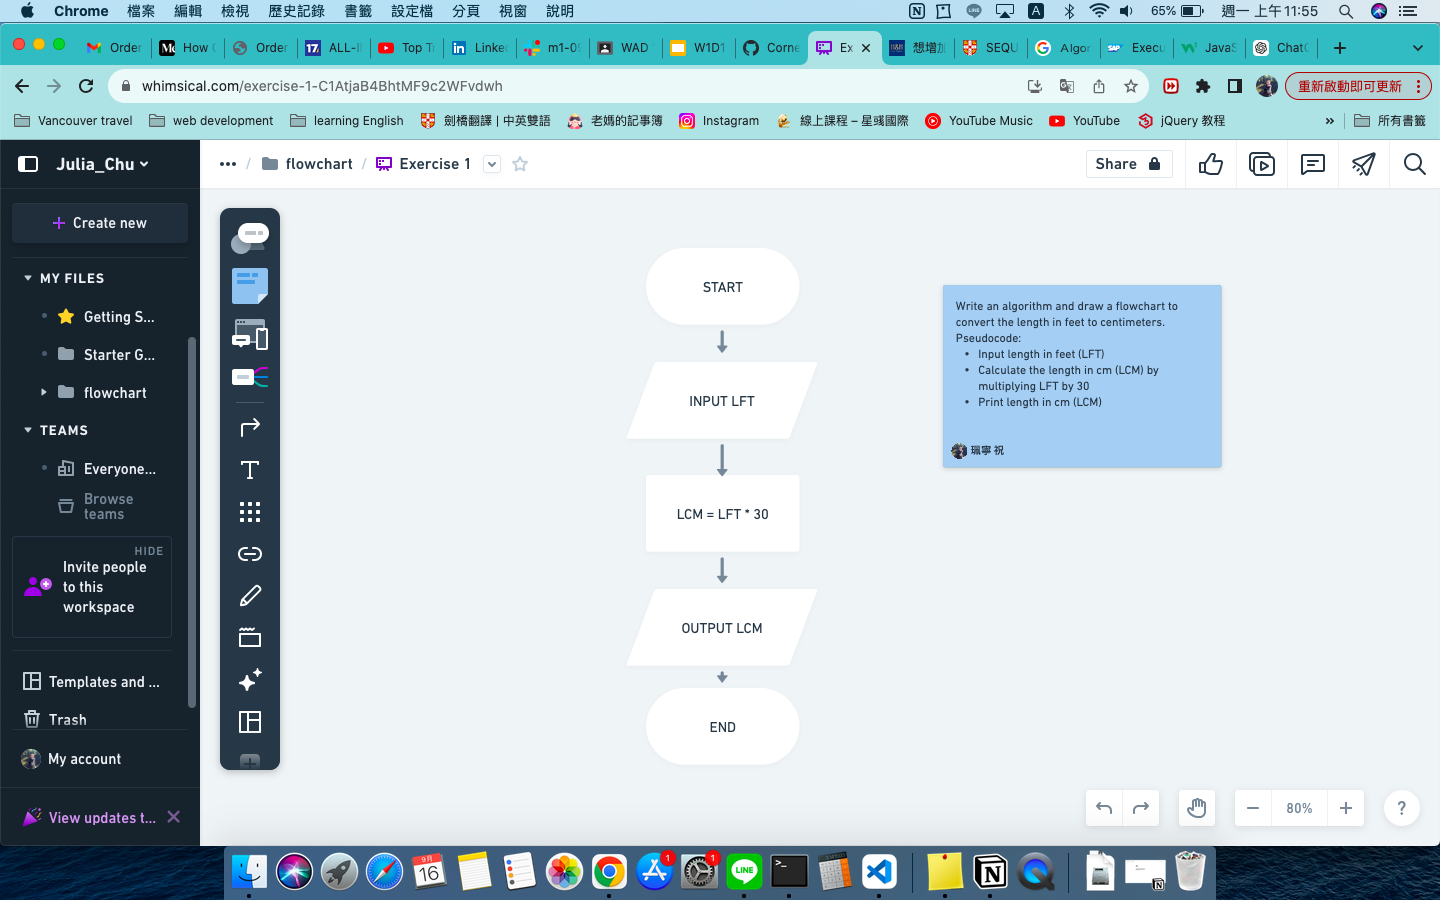 Chrome 檔案 編輯 檢視 歷史記錄 書籤 設定檔 分頁 視窗 說明 A 65% 週一 上午11:55
Order How ( Order 17. ALL-I Top T Linke m1-09 WAD W1D1 Corne Ex 想增加 SEQU Algor Execu JavaS ChatG
whimsical.com/exercise-1-C1AtjaB4BhtMF9c2WFvdwh 重新啟動即可更新
Vancouver travel web development learning English 劍橋翻譯｜中英雙語 老媽的記事簿 Instagram 線上課程 – 星彧國際 YouTube Music YouTube jQuery 教程 » 所有書籤
Julia_Chu
••• / flowchart / Exercise 1
Share
+ Create new
MY FILES
Getting S...
Starter G...
flowchart
TEAMS
Everyone...
Browse
teams
HIDE
Invite people
to this
workspace
Templates and ...
Trash
My account
View updates t...
T
START
INPUT LFT
LCM = LFT * 30
OUTPUT LCM
END
Write an algorithm and draw a flowchart to
convert the length in feet to centimeters.
Pseudocode:
• Input length in feet (LFT)
• Calculate the length in cm (LCM) by
multiplying LFT by 30
• Print length in cm (LCM)
珮寧 祝
80%
?
9月
16
1
1
LINE
>_